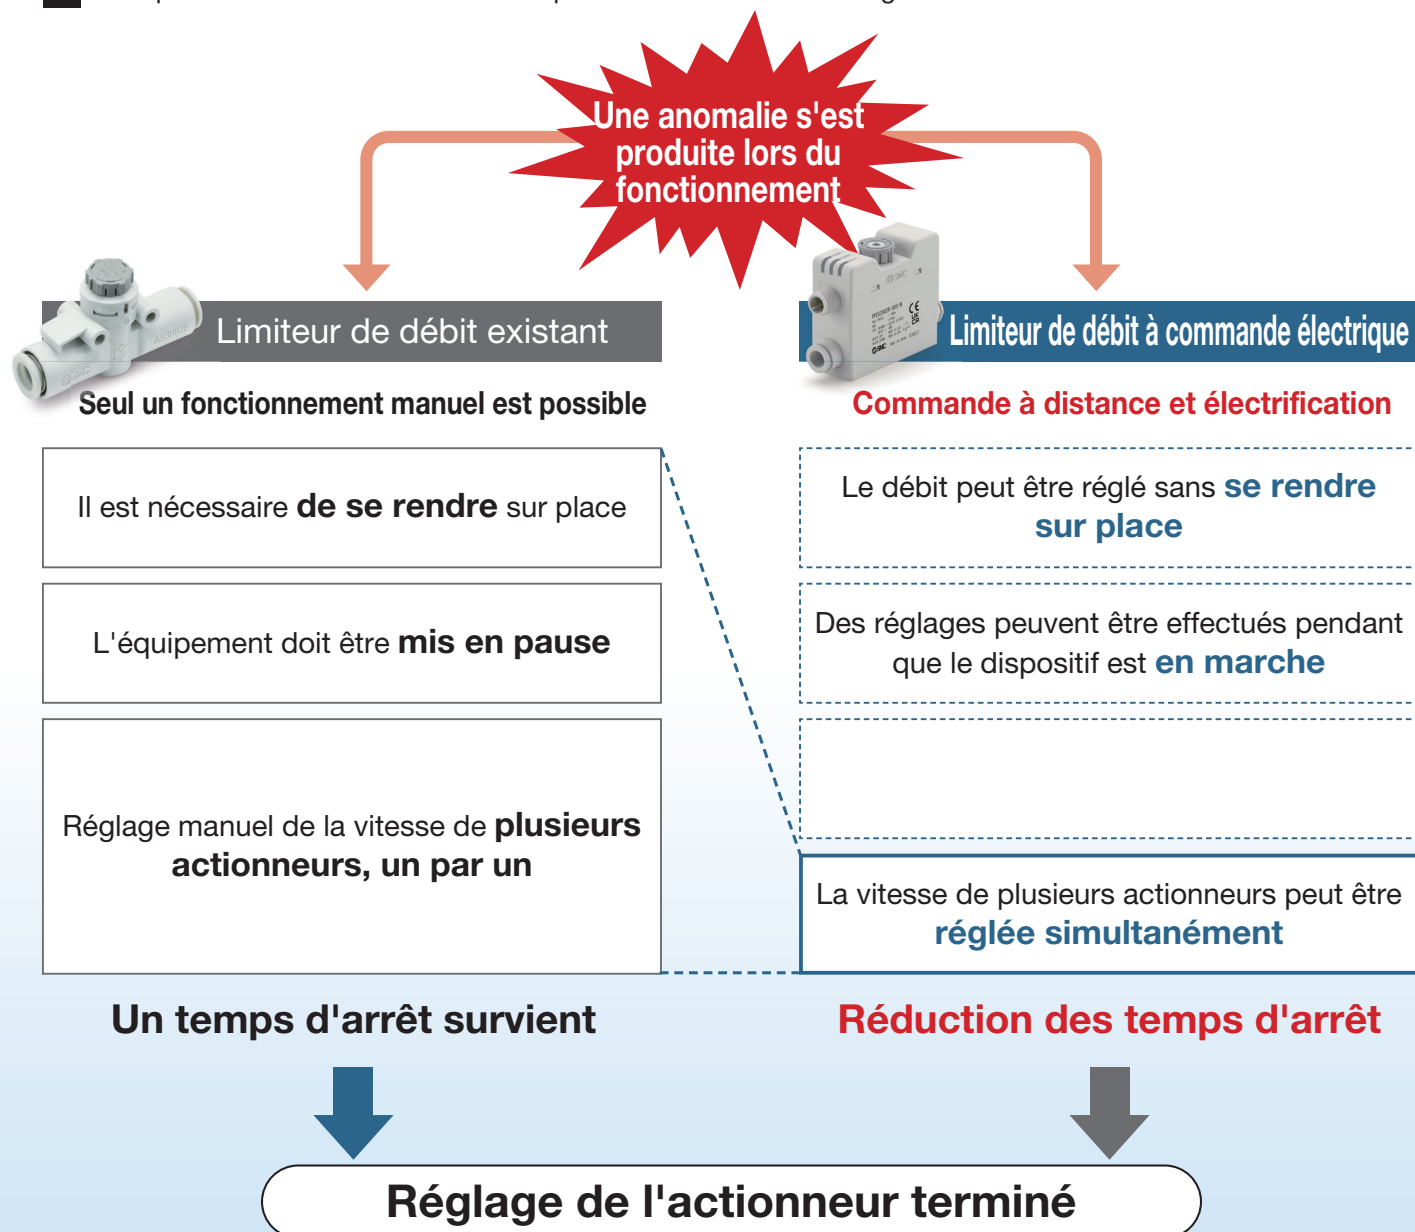 Une anomalie s'est
produite lors du
fonctionnement
Limiteur de débit existant
Seul un fonctionnement manuel est possible
Il est nécessaire de se rendre sur place
L'équipement doit être mis en pause
Réglage manuel de la vitesse de plusieurs
actionneurs, un par un
Un temps d'arrêt survient
Limiteur de débit à commande électrique
Commande à distance et électrification
Le débit peut être réglé sans se rendre
sur place
Des réglages peuvent être effectués pendant
que le dispositif est en marche
La vitesse de plusieurs actionneurs peut être
réglée simultanément
Réduction des temps d'arrêt
Réglage de l'actionneur terminé